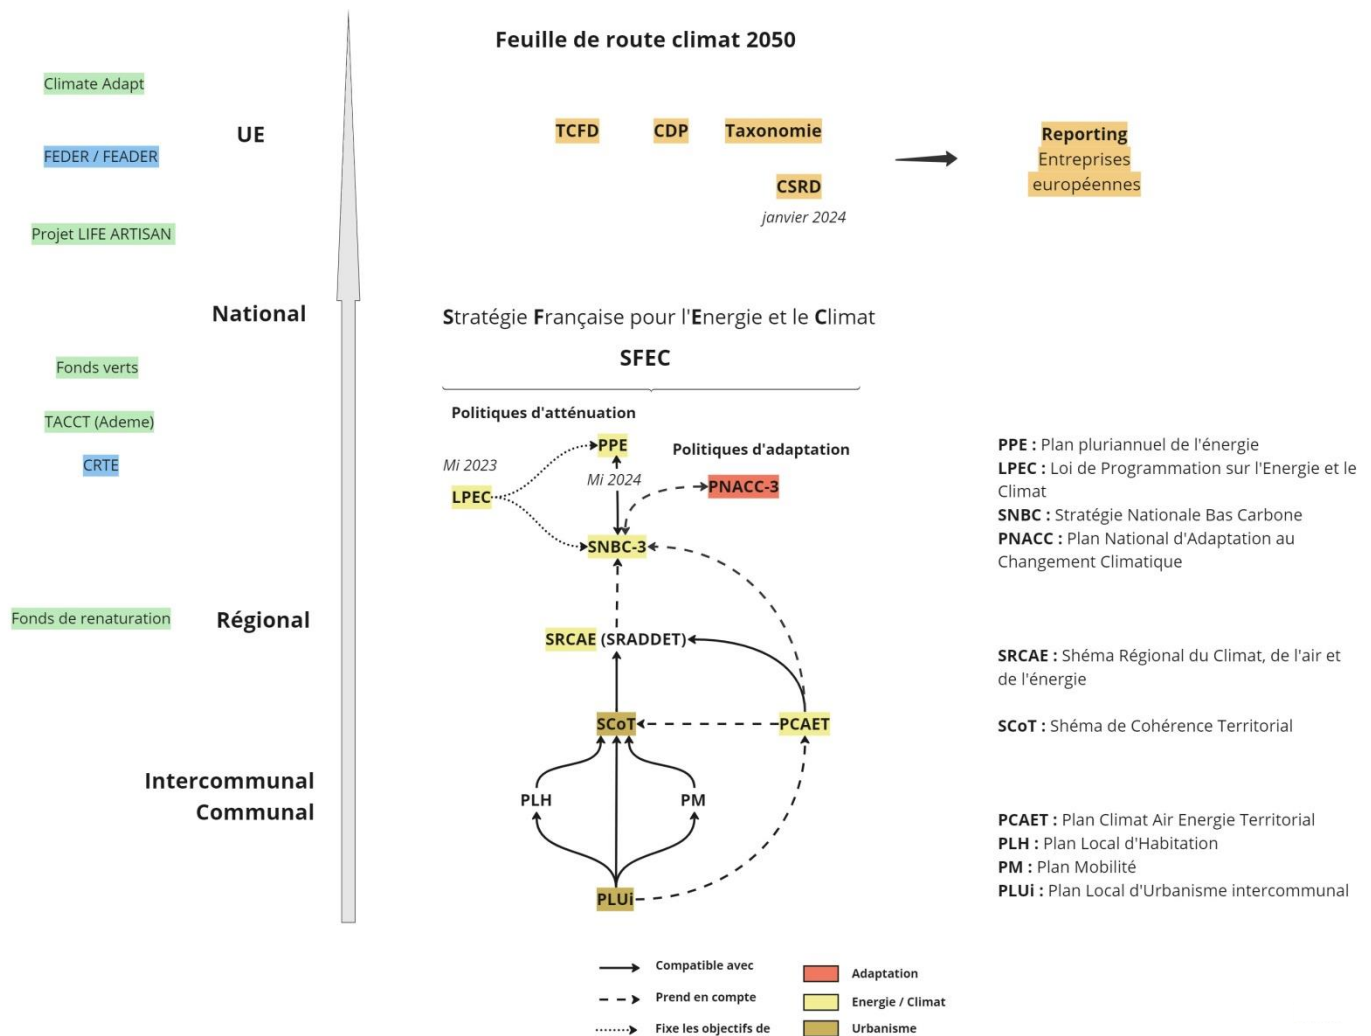 Feuille de route climat 2050
Climate Adapt
UE
TCFD
CDP
Taxonomie
Reporting
Entreprises
européennes
FEDER / FEADER
CSRD
janvier 2024
Projet LIFE ARTISAN
National
Stratégie Française pour l'Energie et le Climat
SFEC
Fonds verts
TACCT (Ademe)
CRTE
Politiques d'atténuation
PPE
Politiques d'adaptation
Mi 2023
LPEC
Mi 2024
PNACC-3
SNBC-3
PPE : Plan pluriannuel de l'énergie
LPEC : Loi de Programmation sur l'Energie et le
Climat
SNBC : Stratégie Nationale Bas Carbone
PNACC : Plan National d'Adaptation au
Changement Climatique
Fonds de renaturation
Régional
SRCAE (SRADDET)
SRCAE : Shéma Régional du Climat, de l'air et
de l'énergie
SCoT
PCAET
SCoT : Shéma de Cohérence Territorial
Intercommunal
Communal
PLH
PM
PLUi
PCAET : Plan Climat Air Energie Territorial
PLH : Plan Local d'Habitation
PM : Plan Mobilité
PLUi : Plan Local d'Urbanisme intercommunal
Compatible avec
Prend en compte
Fixe les objectifs de
Adaptation
Energie / Climat
Urbanisme